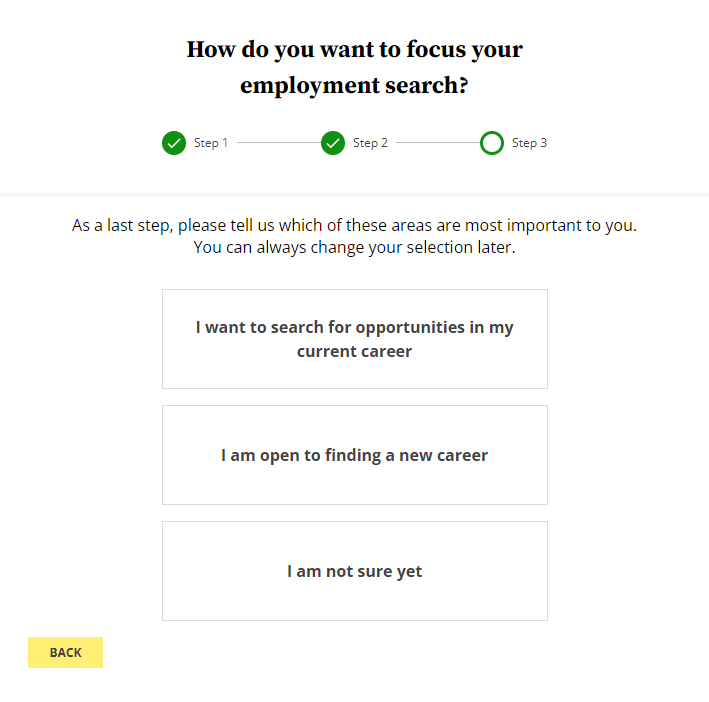 How do you want to focus your
employment search?
Step 1
Step 2
Step 3
As a last step, please tell us which of these areas are most important to you.
You can always change your selection later.
I want to search for opportunities in my
current career
I am open to finding a new career
I am not sure yet
BACK